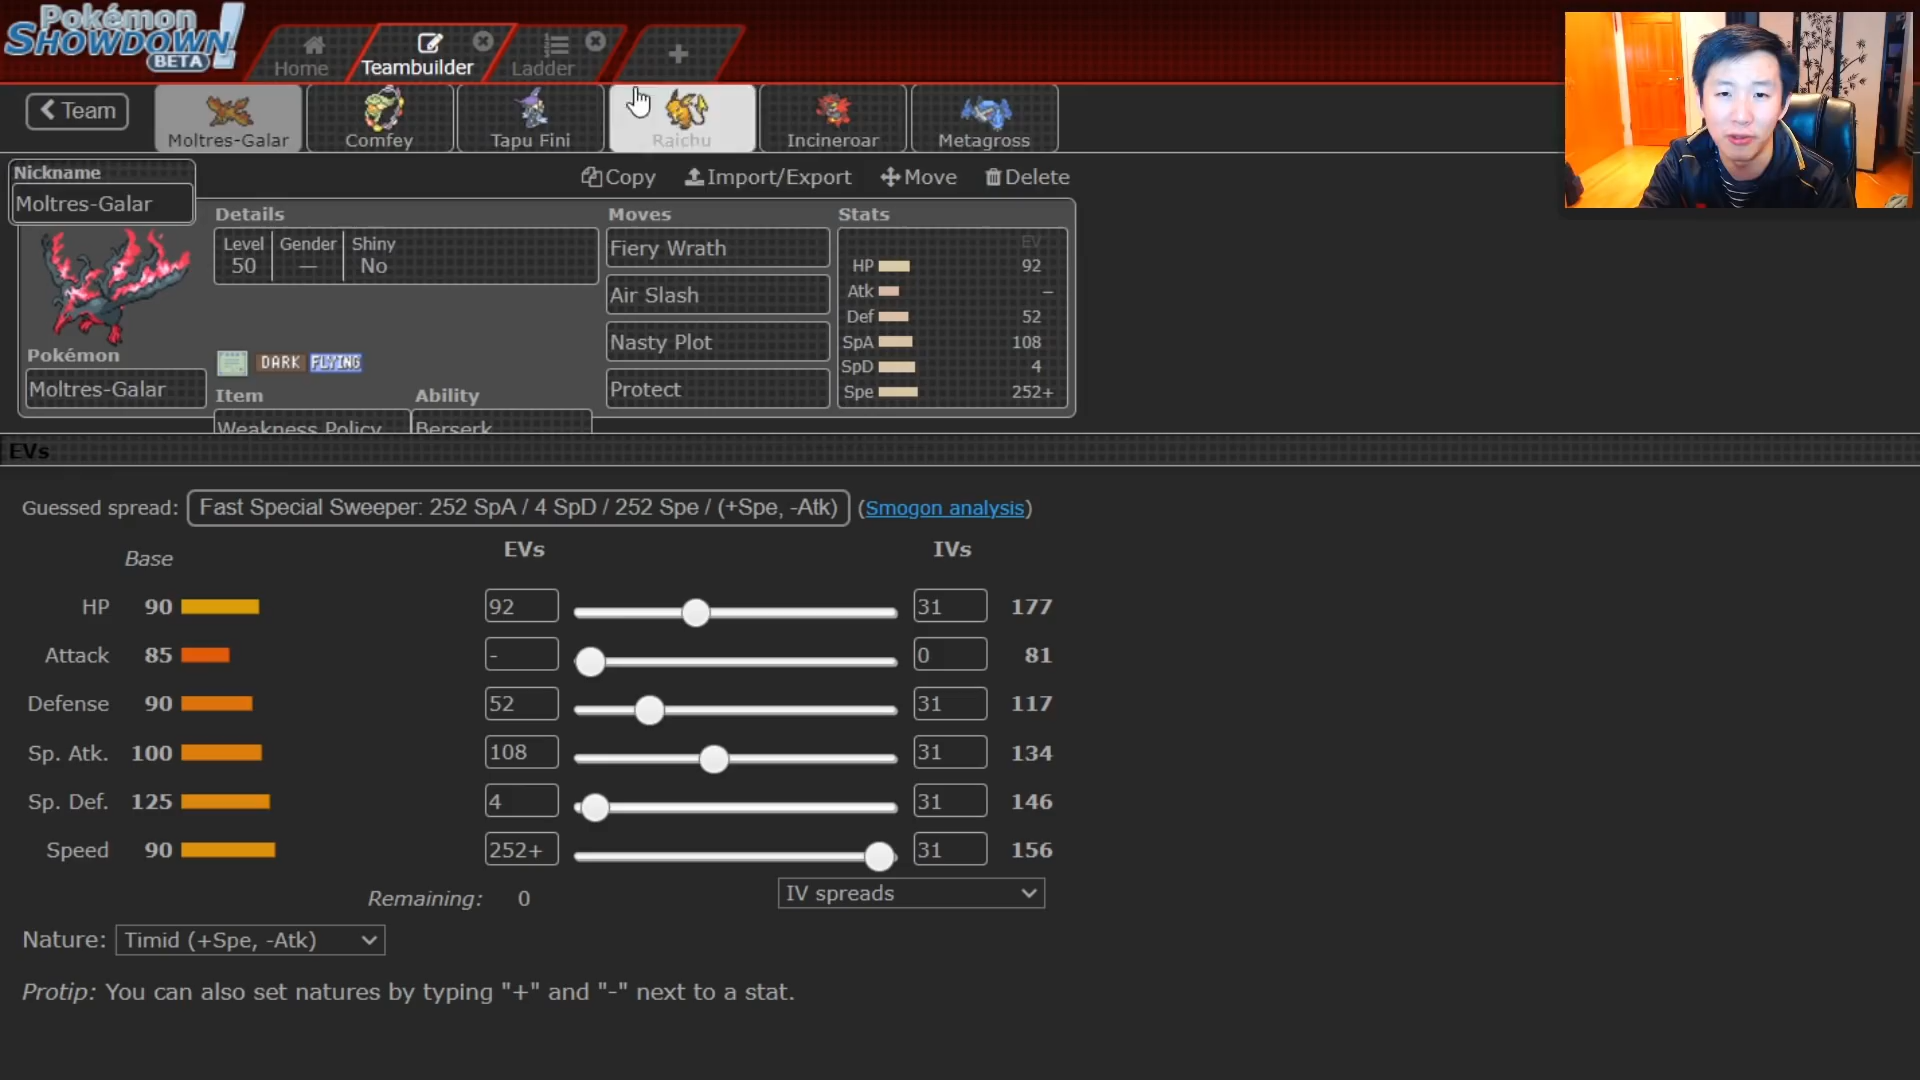 Pokémon
SHOWDOWN!
BETA
Home
Teambuilder
Ladder
Team
Moltres-Galar
Comfey
Tapu Fini
Raichu
Incineroar
Metagross
Nickname
Moltres-Galar
Copy
Import/Export
Move
Delete
Details
Level
50
Gender
—
Shiny
No
Moves
Fiery Wrath
Air Slash
Nasty Plot
Protect
Stats
EV
HP 92
Atk –
Def 52
SpA 108
SpD 4
Spe 252+
Pokémon
Moltres-Galar
DARK FLYING
Item
Weakness Policy
Ability
Berserk
EVs
Guessed spread: Fast Special Sweeper: 252 SpA / 4 SpD / 252 Spe / (+Spe, -Atk) (Smogon analysis)
Base EVs IVs
HP 90 92 31 177
Attack 85 - 0 81
Defense 90 52 31 117
Sp. Atk. 100 108 31 134
Sp. Def. 125 4 31 146
Speed 90 252+ 31 156
Remaining: 0 IV spreads
Nature: Timid (+Spe, -Atk)
Protip: You can also set natures by typing "+" and "-" next to a stat.